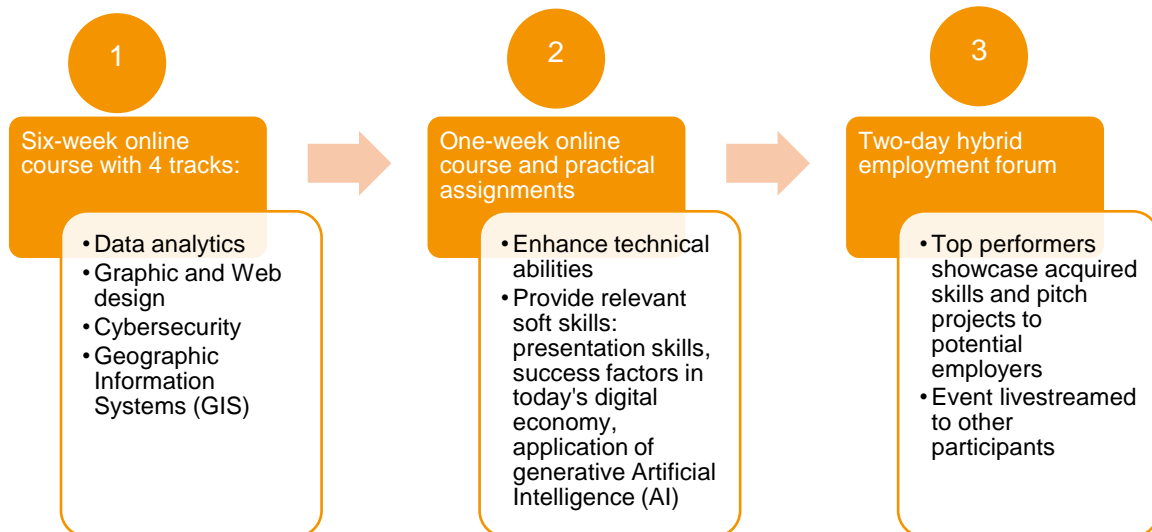 1
Six-week online
course with 4 tracks:
• Data analytics
• Graphic and Web
design
• Cybersecurity
• Geographic
Information
Systems (GIS)
2
One-week online
course and practical
assignments
• Enhance technical
abilities
• Provide relevant
soft skills:
presentation skills,
success factors in
today's digital
economy,
application of
generative Artificial
Intelligence (AI)
3
Two-day hybrid
employment forum
• Top performers
showcase acquired
skills and pitch
projects to
potential
employers
• Event livestreamed
to other
participants